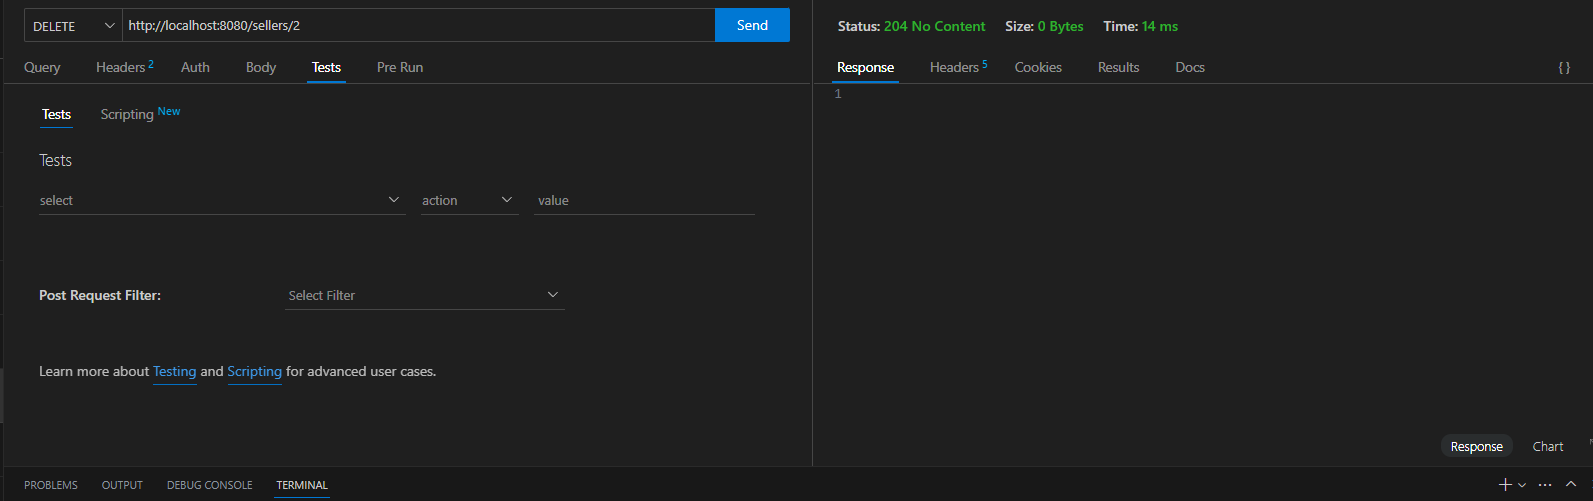 DELETE http://localhost:8080/sellers/2 Send
Query Headers 2 Auth Body Tests Pre Run
Tests Scripting New
Tests
select action value
Post Request Filter: Select Filter
Learn more about Testing and Scripting for advanced user cases.
Status: 204 No Content Size: 0 Bytes Time: 14 ms
Response Headers 5 Cookies Results Docs { }
1
Response Chart
PROBLEMS OUTPUT DEBUG CONSOLE TERMINAL